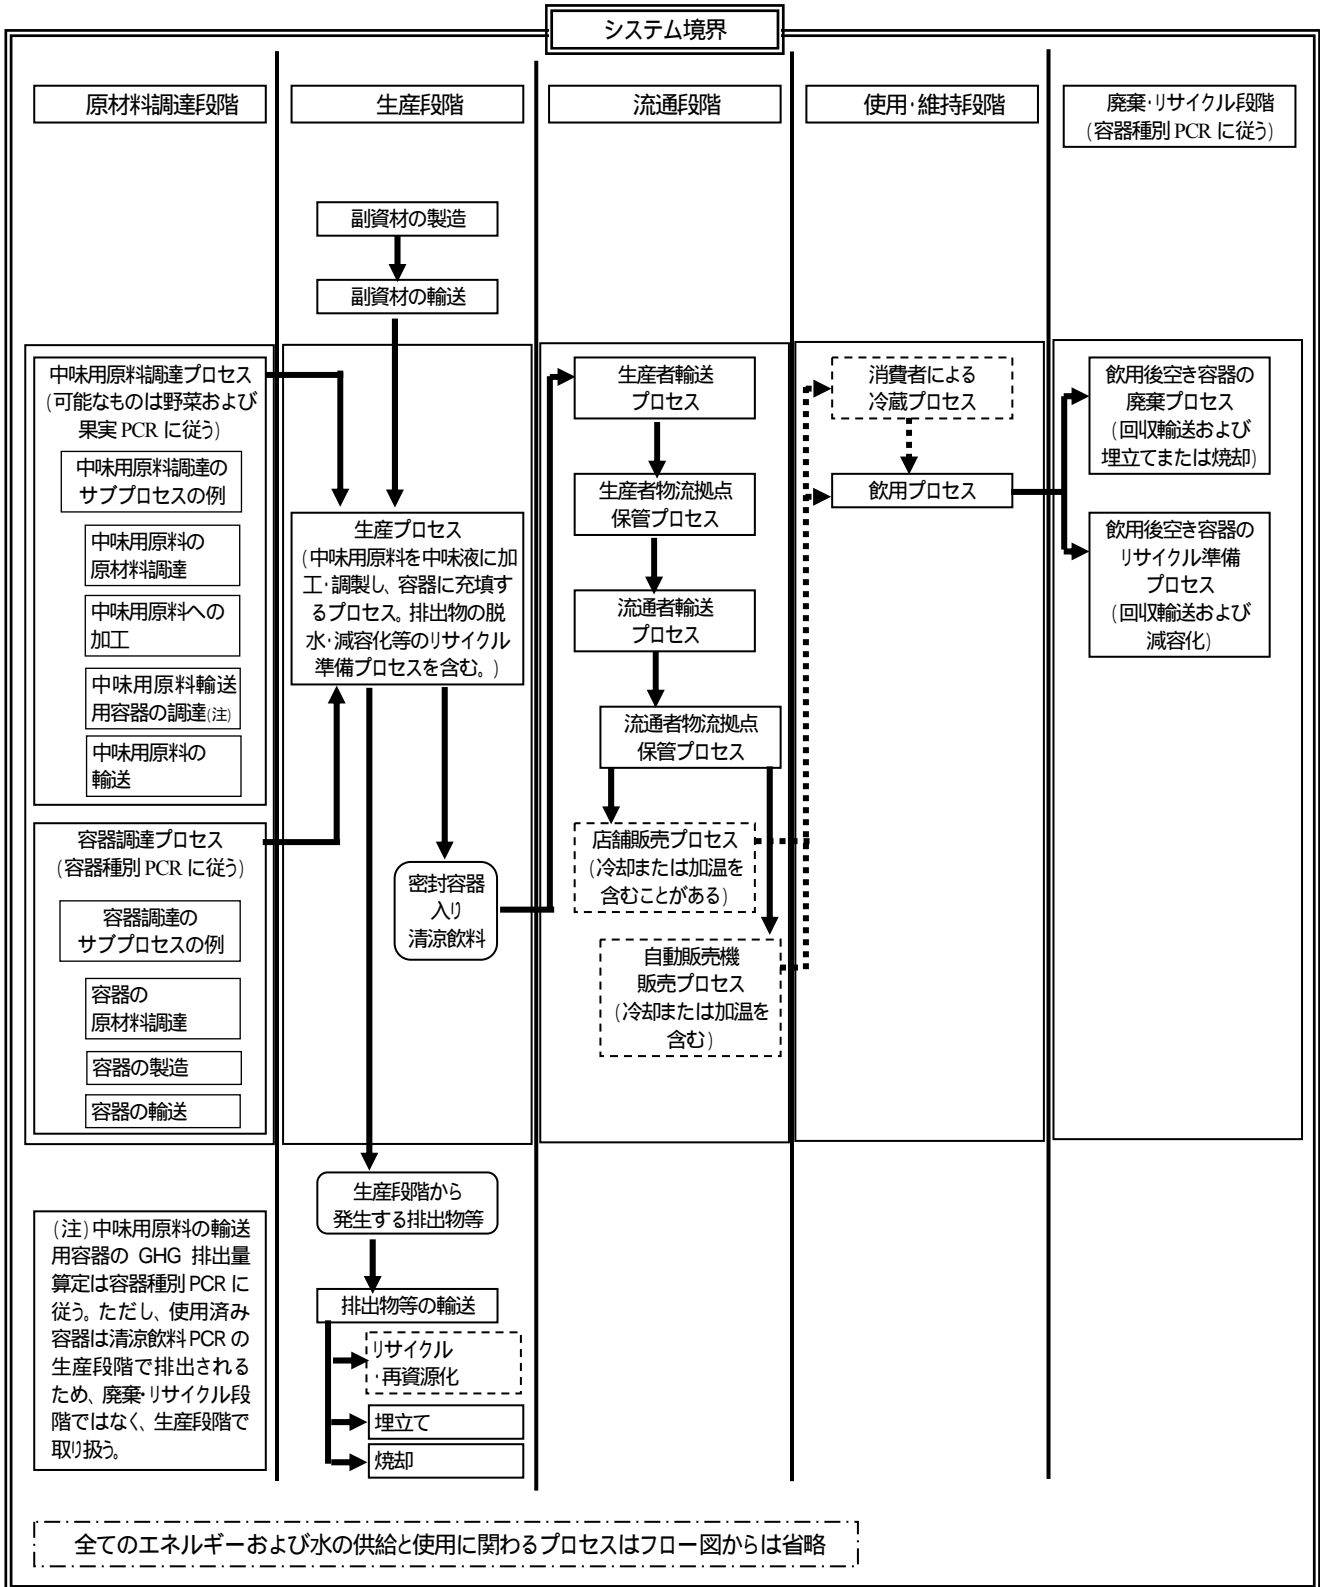 システム境界
原材料調達段階
生産段階
流通段階
使用・維持段階
廃棄・リサイクル段階
(容器種別 PCR に従う)
副資材の製造
副資材の輸送
中味用原料調達プロセス
(可能なものは野菜および
果実 PCR に従う)
中味用原料調達の
サブプロセスの例
中味用原料の
原材料調達
中味用原料への
加工
中味用原料輸送
用容器の調達(注)
中味用原料の
輸送
容器調達プロセス
(容器種別 PCR に従う)
容器調達の
サブプロセスの例
容器の
原材料調達
容器の製造
容器の輸送
生産プロセス
(中味用原料を中味液に加
工・調製し、容器に充填す
るプロセス。排出物の脱
水・減容化等のリサイクル
準備プロセスを含む。)
密封容器
入り
清涼飲料
生産段階から
発生する排出物等
排出物等の輸送
リサイクル
・再資源化
埋立て
焼却
生産者輸送
プロセス
生産者物流拠点
保管プロセス
流通者輸送
プロセス
流通者物流拠点
保管プロセス
店舗販売プロセス
(冷却または加温を
含むことがある)
自動販売機
販売プロセス
(冷却または加温を
含む)
消費者による
冷蔵プロセス
飲用プロセス
飲用後空き容器の
廃棄プロセス
(回収輸送および
埋立てまたは焼却)
飲用後空き容器の
リサイクル準備
プロセス
(回収輸送および
減容化)
(注)中味用原料の輸送
用容器の GHG 排出量
算定は容器種別 PCR に
従う。ただし、使用済み
容器は清涼飲料 PCR の
生産段階で排出される
ため、廃棄・リサイクル段
階ではなく、生産段階で
取り扱う。
全てのエネルギーおよび水の供給と使用に関わるプロセスはフロー図からは省略